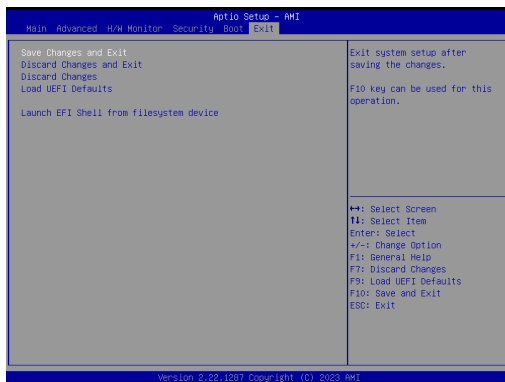 Aptio Setup - AMI
Main Advanced H/W Monitor Security Boot Exit
Save Changes and Exit
Discard Changes and Exit
Discard Changes
Load UEFI Defaults
Launch EFI Shell from filesystem device
Exit system setup after
saving the changes.
F10 key can be used for this
operation.
↔: Select Screen
↑↓: Select Item
Enter: Select
+/-: Change Option
F1: General Help
F7: Discard Changes
F9: Load UEFI Defaults
F10: Save and Exit
ESC: Exit
Version 2.22.1287 Copyright (C) 2023 AMI